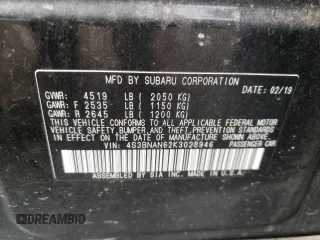 MFD BY SUBARU CORPORATION
GVWR: 4519 LB ( 2050 KG) DATE: 02/19
GAWR: F 2535 LB ( 1150 KG)
GAWR: R 2645 LB ( 1200 KG)
THIS VEHICLE CONFORMS TO ALL APPLICABLE FEDERAL MOTOR
VEHICLE SAFETY, BUMPER, AND THEFT-PREVENTION STANDARDS
IN EFFECT ON THE DATE OF MANUFACTURE SHOWN ABOVE.
VIN: 4S3BNAN62K3028946 PASSENGER CAR
ASSEMBLED BY SIA INC., MADE IN U.S.A.
DREAMBID